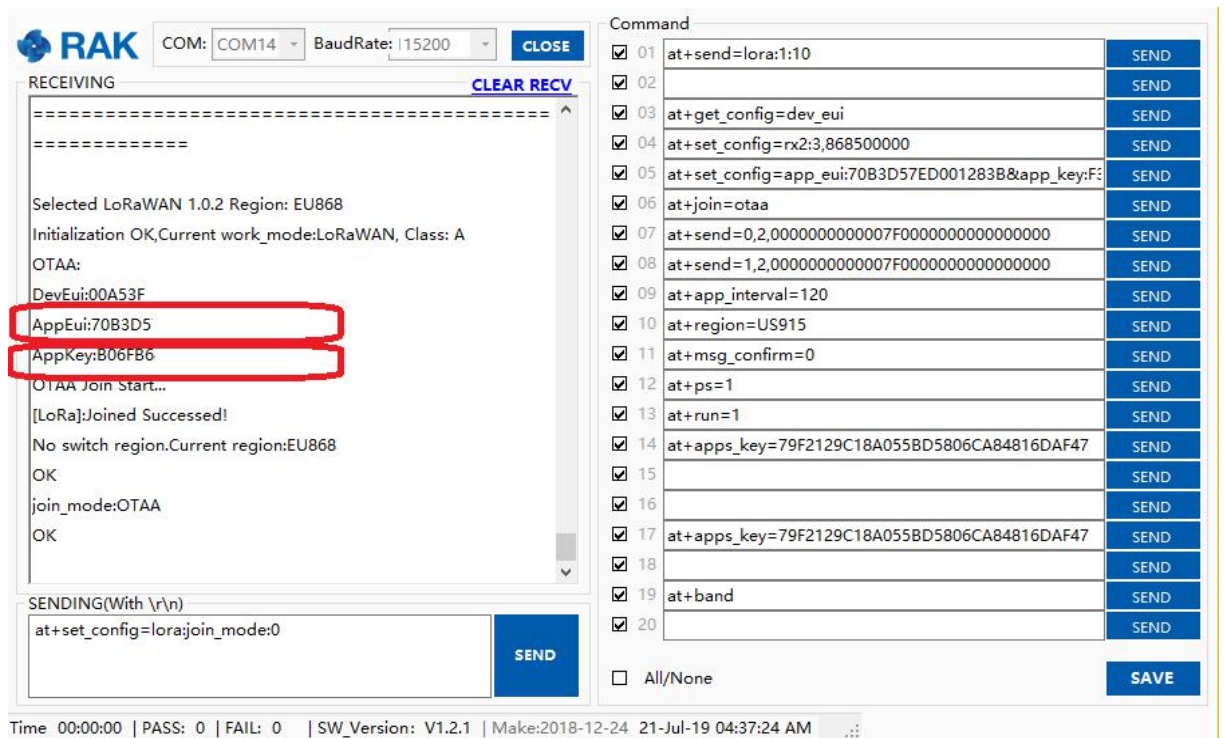 RAK
COM: COM14 BaudRate: 115200 CLOSE
RECEIVING CLEAR RECV
===========================================
=============
Selected LoRaWAN 1.0.2 Region: EU868
Initialization OK,Current work_mode:LoRaWAN, Class: A
OTAA:
DevEui:00A53F
AppEui:70B3D5
AppKey:B06FB6
OTAA Join Start...
[LoRa]:Joined Successed!
No switch region.Current region:EU868
OK
join_mode:OTAA
OK
SENDING(With \r\n)
at+set_config=lora:join_mode:0
SEND
Command
01 at+send=lora:1:10 SEND
02 SEND
03 at+get_config=dev_eui SEND
04 at+set_config=rx2:3,868500000 SEND
05 at+set_config=app_eui:70B3D57ED001283B&app_key:F3 SEND
06 at+join=otaa SEND
07 at+send=0,2,0000000000007F0000000000000000 SEND
08 at+send=1,2,0000000000007F0000000000000000 SEND
09 at+app_interval=120 SEND
10 at+region=US915 SEND
11 at+msg_confirm=0 SEND
12 at+ps=1 SEND
13 at+run=1 SEND
14 at+apps_key=79F2129C18A055BD5806CA84816DAF47 SEND
15 SEND
16 SEND
17 at+apps_key=79F2129C18A055BD5806CA84816DAF47 SEND
18 SEND
19 at+band SEND
20 SEND
All/None SAVE
Time 00:00:00 | PASS: 0 | FAIL: 0 | SW_Version: V1.2.1 | Make:2018-12-24 21-Jul-19 04:37:24 AM